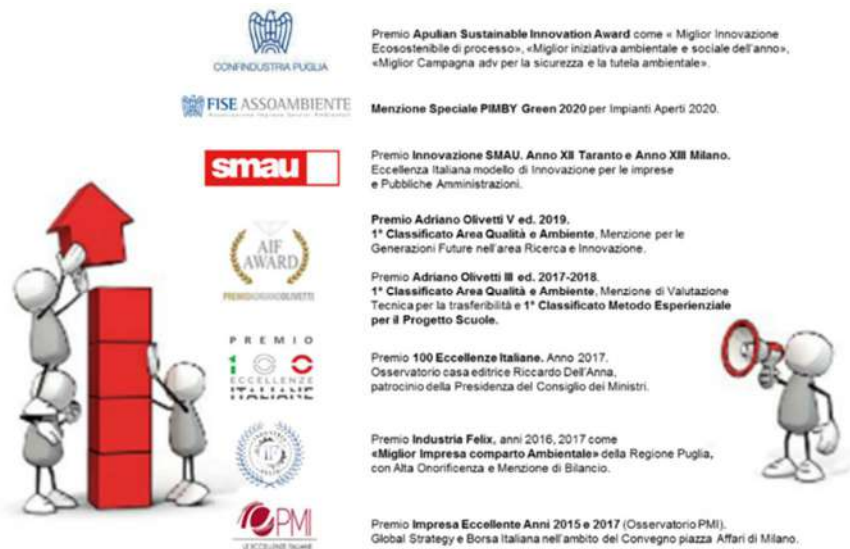 CONFINDUSTRIA PUGLIA
Premio Apulian Sustainable Innovation Award come « Miglior Innovazione
Ecosostenibile di processo», «Miglior iniziativa ambientale e sociale dell'anno»,
«Miglior Campagna adv per la sicurezza e la tutela ambientale».
FISE ASSOAMBIENTE
Associazione Imprese Servizi Ambientali
Menzione Speciale PIMBY Green 2020 per Impianti Aperti 2020.
smau
Premio Innovazione SMAU. Anno XII Taranto e Anno XIII Milano.
Eccellenza Italiana modello di Innovazione per le imprese
e Pubbliche Amministrazioni.
AIF
AWARD
PREMIOADRIANOOLIVETTI
Premio Adriano Olivetti V ed. 2019.
1° Classificato Area Qualità e Ambiente, Menzione per le
Generazioni Future nell'area Ricerca e Innovazione.
Premio Adriano Olivetti III ed. 2017-2018.
1° Classificato Area Qualità e Ambiente, Menzione di Valutazione
Tecnica per la trasferibilità e 1° Classificato Metodo Esperienziale
per il Progetto Scuole.
PREMIO
100
ECCELLENZE
ITALIANE
Premio 100 Eccellenze Italiane. Anno 2017.
Osservatorio casa editrice Riccardo Dell'Anna,
patrocinio della Presidenza del Consiglio dei Ministri.
Premio Industria Felix, anni 2016, 2017 come
«Miglior Impresa comparto Ambientale» della Regione Puglia,
con Alta Onorificenza e Menzione di Bilancio.
PMI
LE ECCELLENZE ITALIANE
Premio Impresa Eccellente Anni 2015 e 2017 (Osservatorio PMI).
Global Strategy e Borsa Italiana nell'ambito del Convegno piazza Affari di Milano.